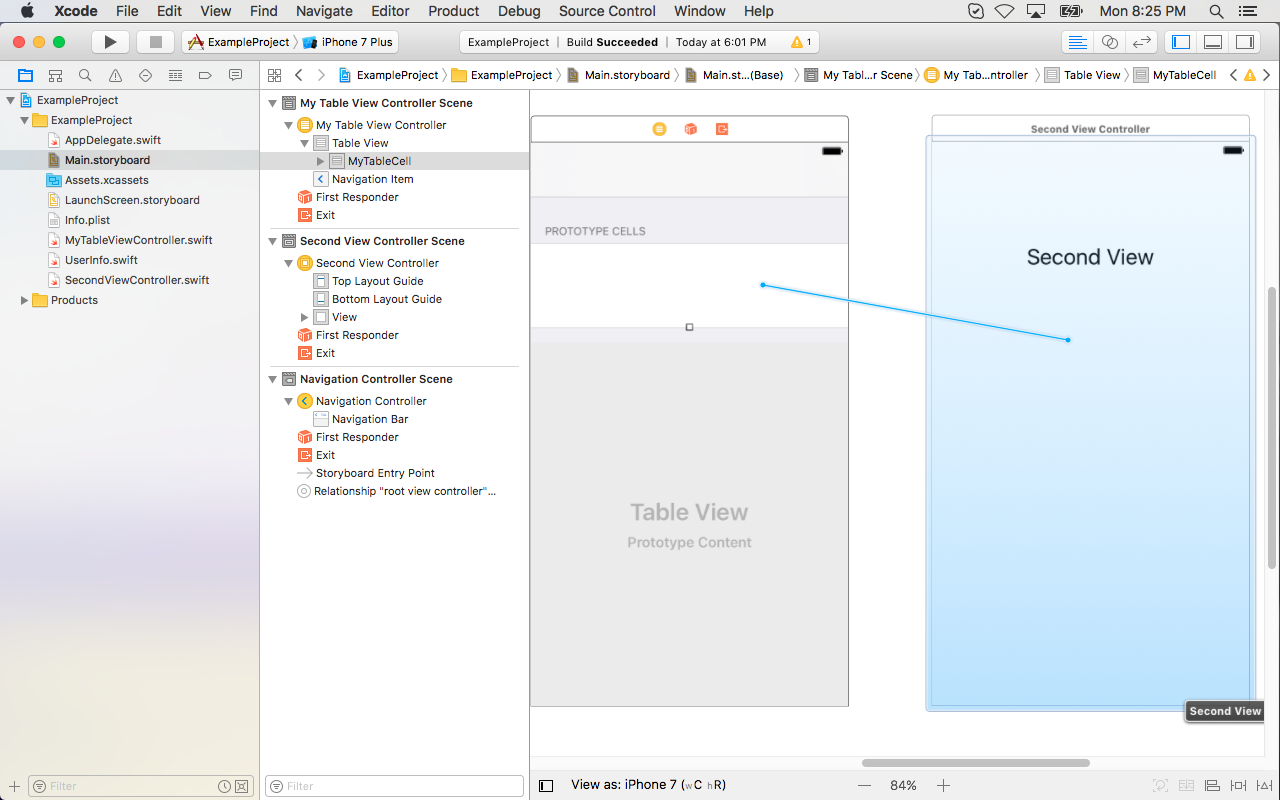 Xcode File Edit View Find Navigate Editor Product Debug Source Control Window Help Mon 8:25 PM
ExampleProject iPhone 7 Plus ExampleProject | Build Succeeded | Today at 6:01 PM 1
ExampleProject ExampleProject Main.storyboard Main.st...(Base) My Tabl...r Scene My Tab...ntroller Table View MyTableCell
ExampleProject
ExampleProject
AppDelegate.swift
Main.storyboard
Assets.xcassets
LaunchScreen.storyboard
Info.plist
MyTableViewController.swift
UserInfo.swift
SecondViewController.swift
Products
Filter
My Table View Controller Scene
My Table View Controller
Table View
MyTableCell
Navigation Item
First Responder
Exit
Second View Controller Scene
Second View Controller
Top Layout Guide
Bottom Layout Guide
View
First Responder
Exit
Navigation Controller Scene
Navigation Controller
Navigation Bar
First Responder
Exit
Storyboard Entry Point
Relationship "root view controller"...
Filter
PROTOTYPE CELLS
Table View
Prototype Content
Second View Controller
Second View
Second View
View as: iPhone 7 (wC hR) 84%